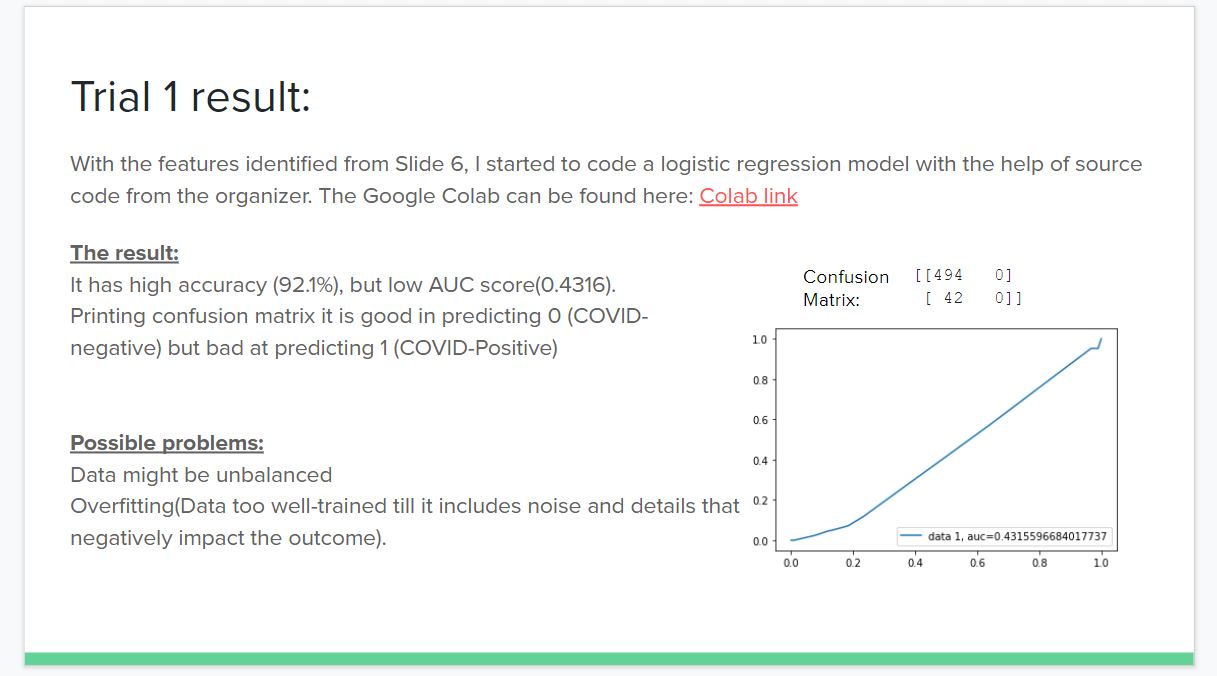 Trial 1 result:
With the features identified from Slide 6, I started to code a logistic regression model with the help of source
code from the organizer. The Google Colab can be found here: Colab link
The result:
It has high accuracy (92.1%), but low AUC score(0.4316).
Printing confusion matrix it is good in predicting 0 (COVID-
negative) but bad at predicting 1 (COVID-Positive)
Possible problems:
Data might be unbalanced
Overfitting(Data too well-trained till it includes noise and details that
negatively impact the outcome).
Confusion [[494 0]
Matrix: [ 42 0]]
1.0
0.8
0.6
0.4
0.2
0.0
data 1, auc=0.4315596684017737
0.0 0.2 0.4 0.6 0.8 1.0